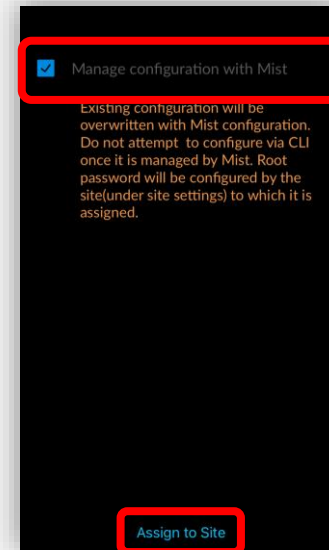 Manage configuration with Mist
Existing configuration will be
overwritten with Mist configuration.
Do not attempt to configure via CLI
once it is managed by Mist. Root
password will be configured by the
site(under site settings) to which it is
assigned.
Assign to Site